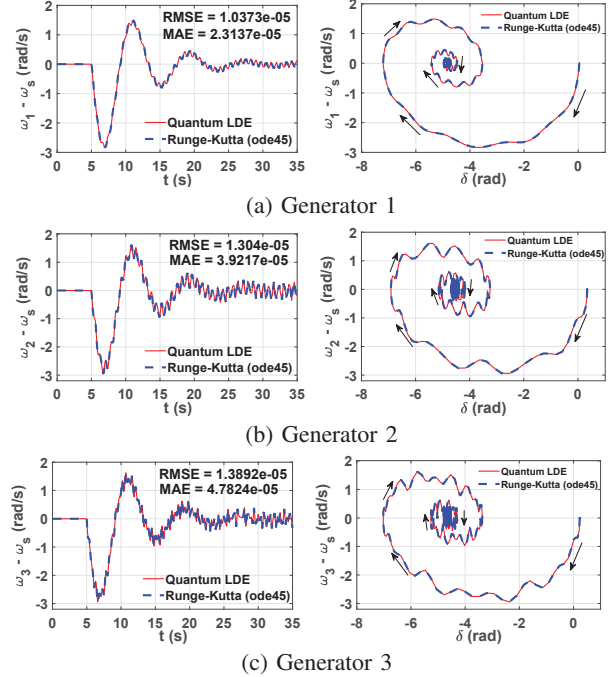 RMSE = 1.0373e-05
MAE = 2.3137e-05
Quantum LDE
Runge-Kutta (ode45)
ω1 - ωs (rad/s)
2
1
0
-1
-2
-3
0 5 10 15 20 25 30 35
t (s)
Quantum LDE
Runge-Kutta (ode45)
ω1 - ωs (rad/s)
1
0
-1
-2
-3
-8 -6 -4 -2 0 2
δ (rad)
(a) Generator 1
RMSE = 1.304e-05
MAE = 3.9217e-05
Quantum LDE
Runge-Kutta (ode45)
ω2 - ωs (rad/s)
2
1
0
-1
-2
-3
0 5 10 15 20 25 30 35
t (s)
Quantum LDE
Runge-Kutta (ode45)
ω2 - ωs (rad/s)
2
1
0
-1
-2
-3
-8 -6 -4 -2 0
δ (rad)
(b) Generator 2
RMSE = 1.3892e-05
MAE = 4.7824e-05
Quantum LDE
Runge-Kutta (ode45)
ω3 - ωs (rad/s)
2
1
0
-1
-2
-3
0 5 10 15 20 25 30 35
t (s)
Quantum LDE
Runge-Kutta (ode45)
ω3 - ωs (rad/s)
2
1
0
-1
-2
-3
-8 -6 -4 -2 0
δ (rad)
(c) Generator 3